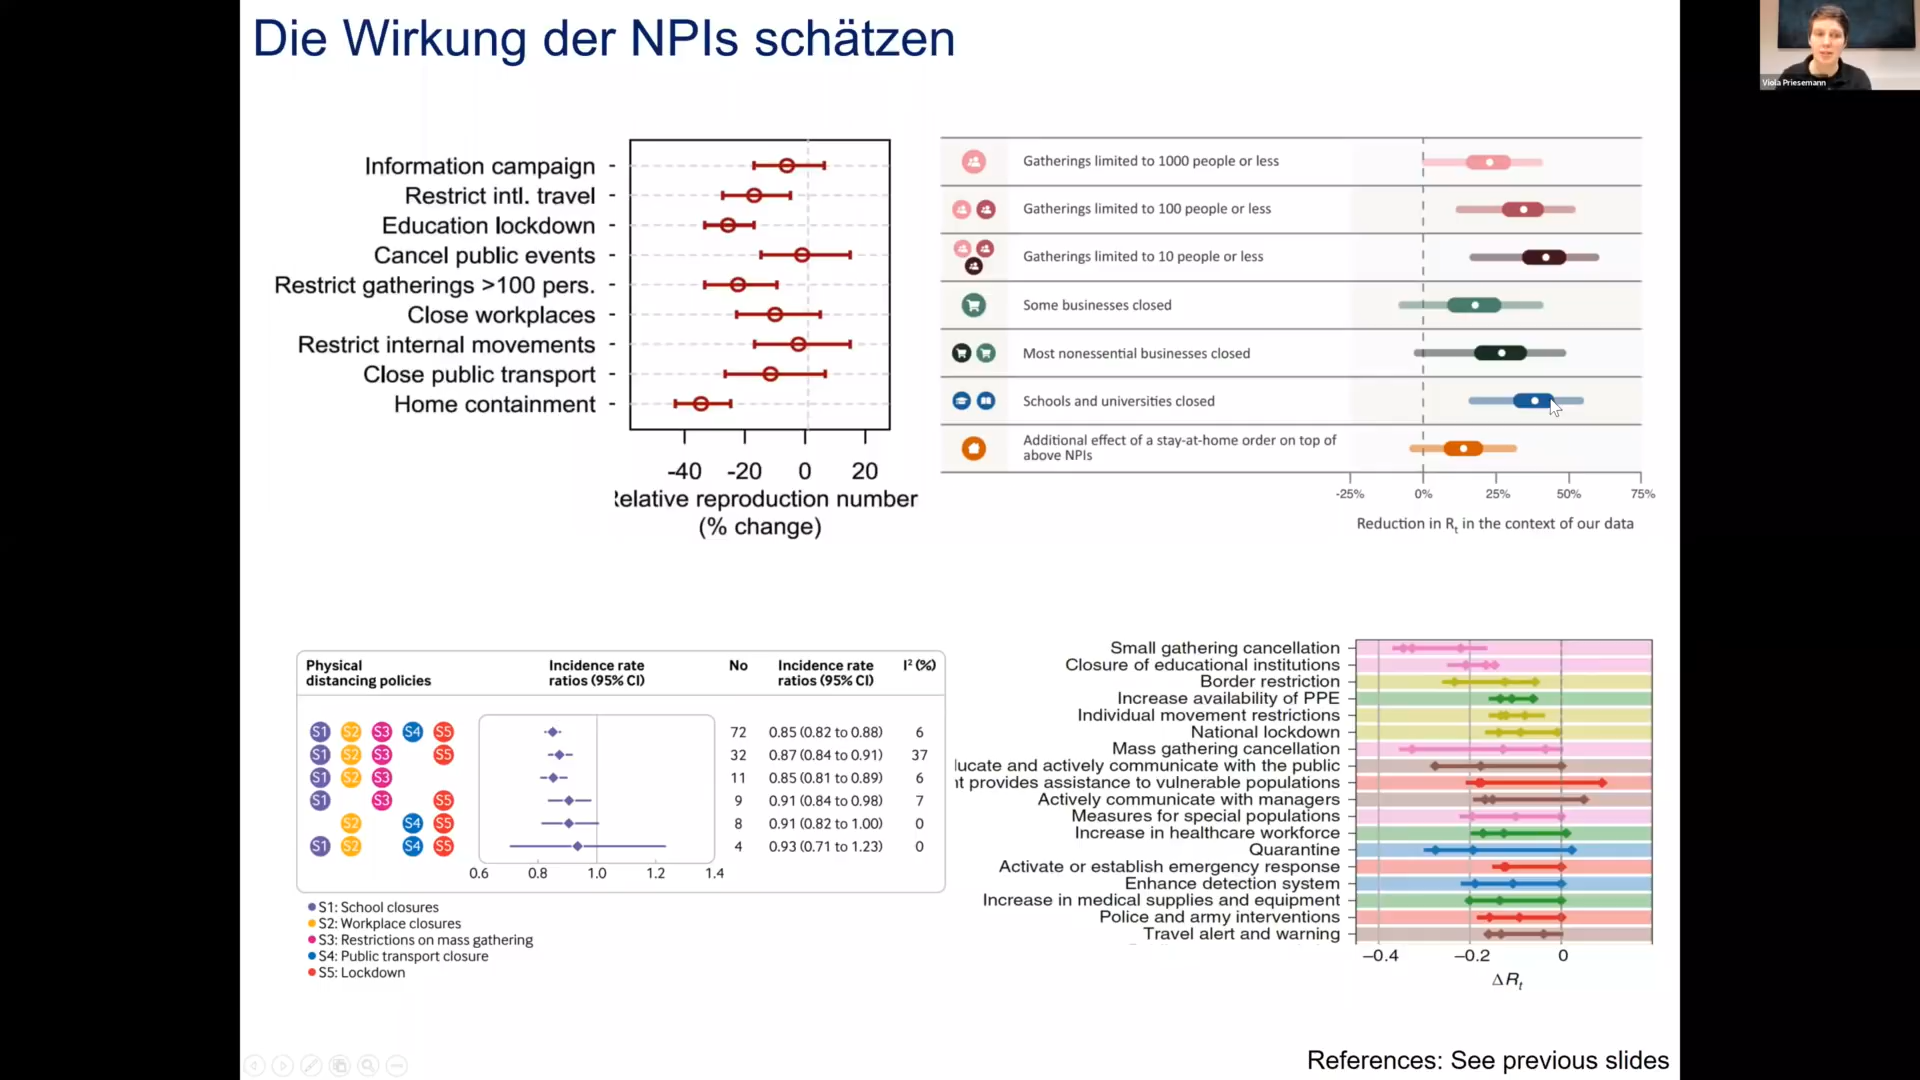 Die Wirkung der NPIs schätzen
Viola Priesemann
Information campaign
Restrict intl. travel
Education lockdown
Cancel public events
Restrict gatherings >100 pers.
Close workplaces
Restrict internal movements
Close public transport
Home containment
-40 -20 0 20
elative reproduction number
(% change)
Gatherings limited to 1000 people or less
Gatherings limited to 100 people or less
Gatherings limited to 10 people or less
Some businesses closed
Most nonessential businesses closed
Schools and universities closed
Additional effect of a stay-at-home order on top of
above NPIs
-25% 0% 25% 50% 75%
Reduction in Rt in the context of our data
Physical
distancing policies
Incidence rate
ratios (95% CI)
No
Incidence rate
ratios (95% CI)
I² (%)
S1 S2 S3 S4 S5 72 0.85 (0.82 to 0.88) 6
S1 S2 S3 S5 32 0.87 (0.84 to 0.91) 37
S1 S2 S3 11 0.85 (0.81 to 0.89) 6
S1 S3 S5 9 0.91 (0.84 to 0.98) 7
S2 S4 S5 8 0.91 (0.82 to 1.00) 0
S1 S2 S4 S5 4 0.93 (0.71 to 1.23) 0
0.6 0.8 1.0 1.2 1.4
S1: School closures
S2: Workplace closures
S3: Restrictions on mass gathering
S4: Public transport closure
S5: Lockdown
Small gathering cancellation
Closure of educational institutions
Border restriction
Increase availability of PPE
Individual movement restrictions
National lockdown
Mass gathering cancellation
ucate and actively communicate with the public
nt provides assistance to vulnerable populations
Actively communicate with managers
Measures for special populations
Increase in healthcare workforce
Quarantine
Activate or establish emergency response
Enhance detection system
Increase in medical supplies and equipment
Police and army interventions
Travel alert and warning
−0.4 −0.2 0
ΔRt
References: See previous slides